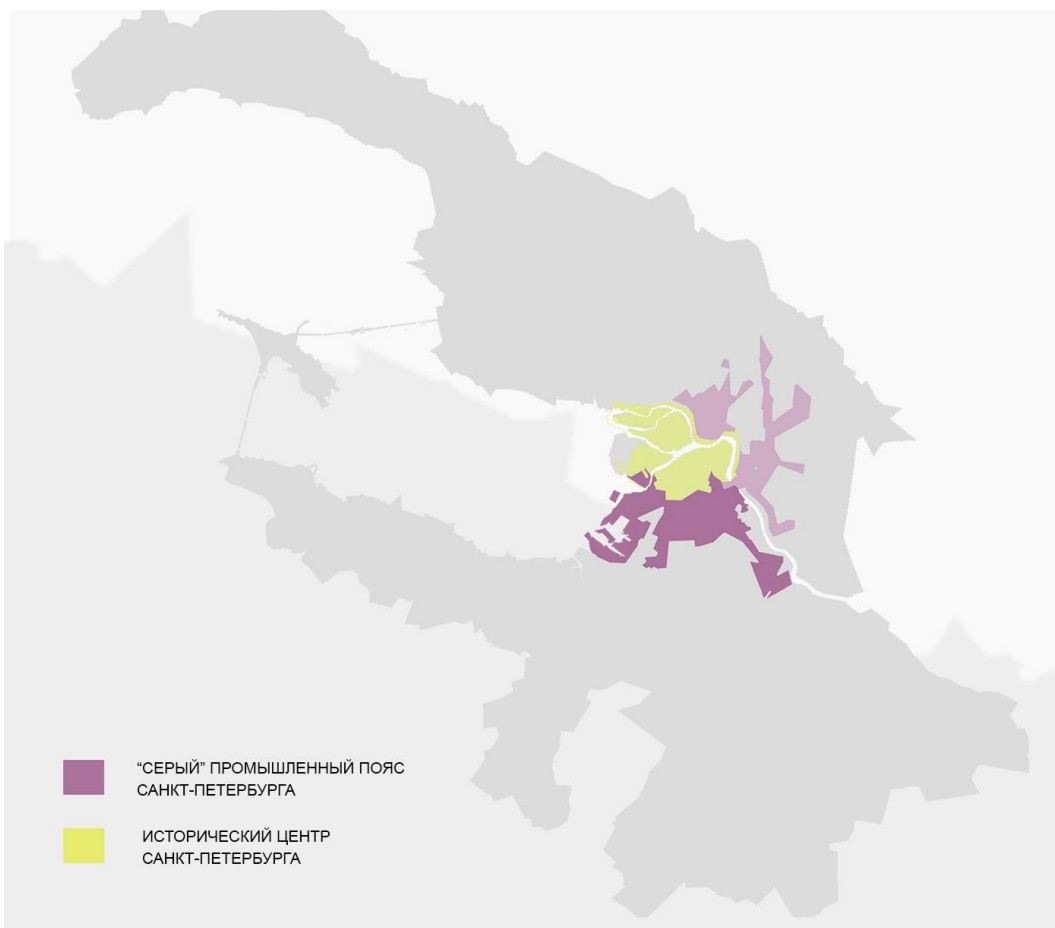 “СЕРЫЙ” ПРОМЫШЛЕННЫЙ ПОЯС
САНКТ-ПЕТЕРБУРГА
ИСТОРИЧЕСКИЙ ЦЕНТР
САНКТ-ПЕТЕРБУРГА